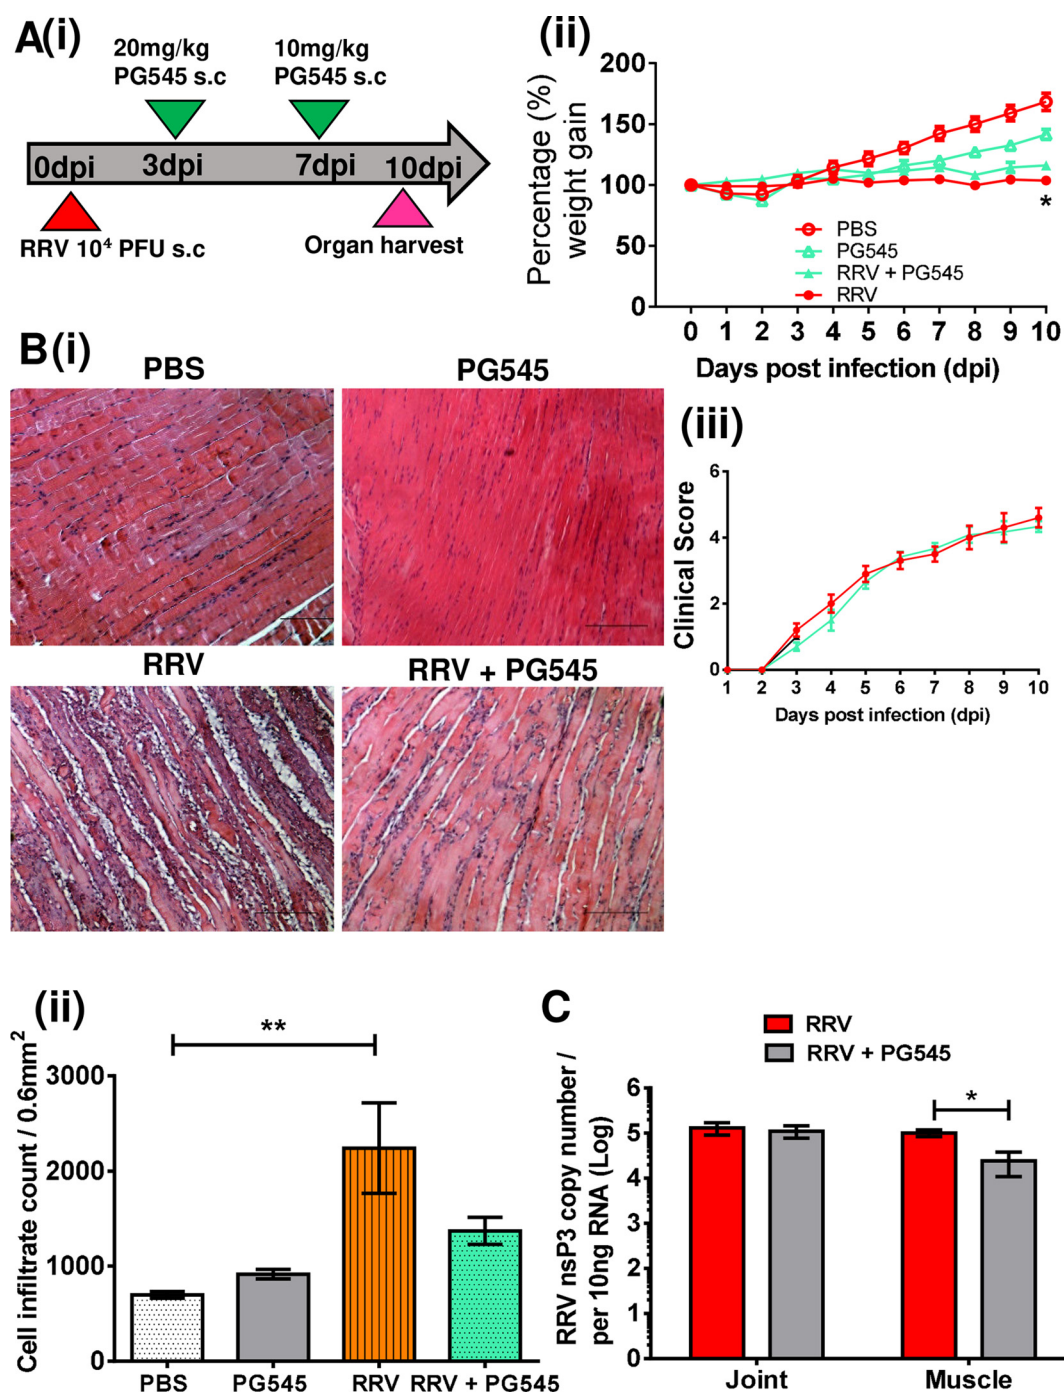 A(i)
20mg/kg
PG545 s.c
10mg/kg
PG545 s.c
0dpi
3dpi
7dpi
10dpi
RRV 10⁴ PFU s.c
Organ harvest
(ii)
Percentage (%)
weight gain
200
150
100
50
0
*
PBS
PG545
RRV + PG545
RRV
0 1 2 3 4 5 6 7 8 9 10
Days post infection (dpi)
B(i)
PBS
PG545
RRV
RRV + PG545
(iii)
Clinical Score
6
4
2
0
1 2 3 4 5 6 7 8 9 10
Days post infection (dpi)
(ii)
Cell infiltrate count / 0.6mm²
3000
2000
1000
0
**
PBS
PG545
RRV
RRV + PG545
C
RRV
RRV + PG545
RRV nsP3 copy number /
per 10ng RNA (Log)
6
5
4
3
2
1
0
*
Joint
Muscle